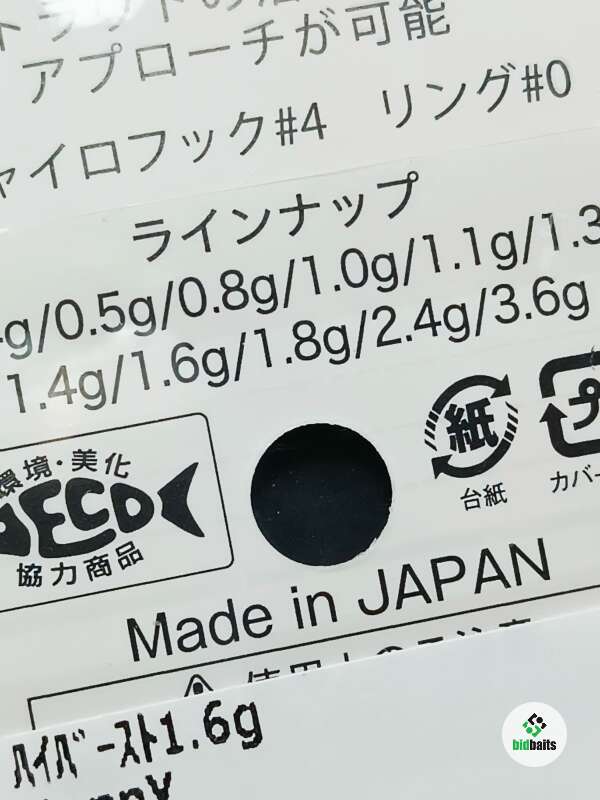 アプローチが可能
ャイロフック#4 リング#0
ラインナップ
g/0.5g/0.8g/1.0g/1.1g/1.3
1.4g/1.6g/1.8g/2.4g/3.6g
環境・美化
ECO
協力商品
紙
台紙
プ
カバー
Made in JAPAN
ハイバースト1.6g
bidbaits